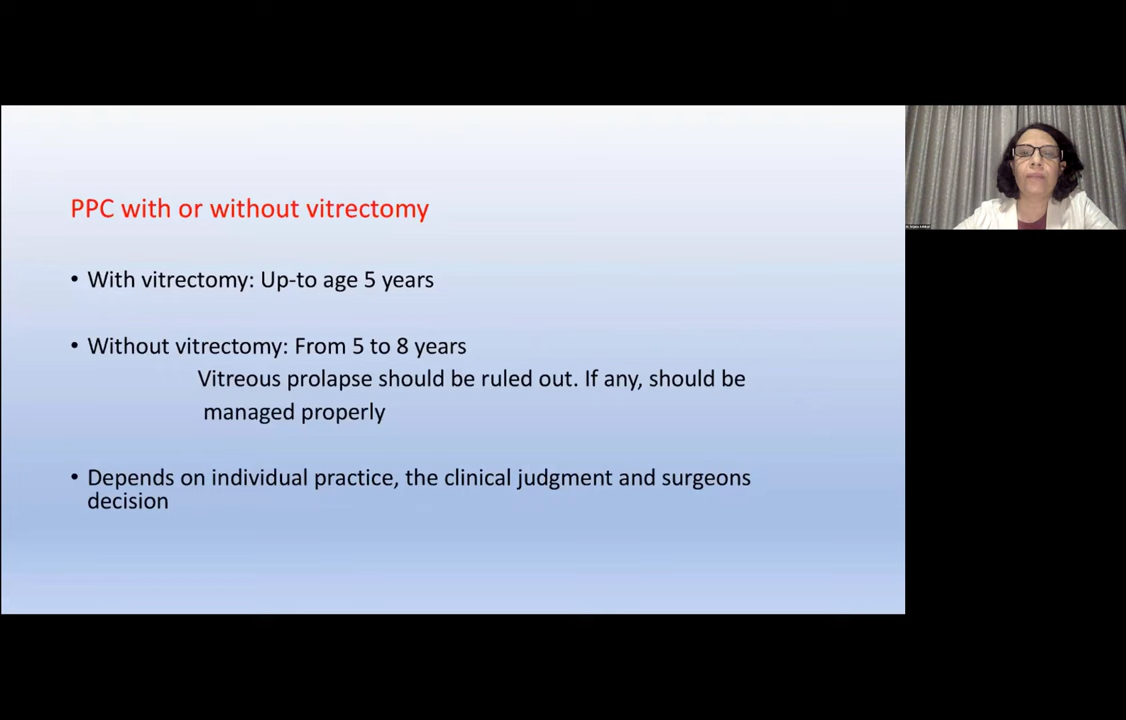 PPC with or without vitrectomy
• With vitrectomy: Up-to age 5 years
• Without vitrectomy: From 5 to 8 years
Vitreous prolapse should be ruled out. If any, should be
managed properly
• Depends on individual practice, the clinical judgment and surgeons
decision